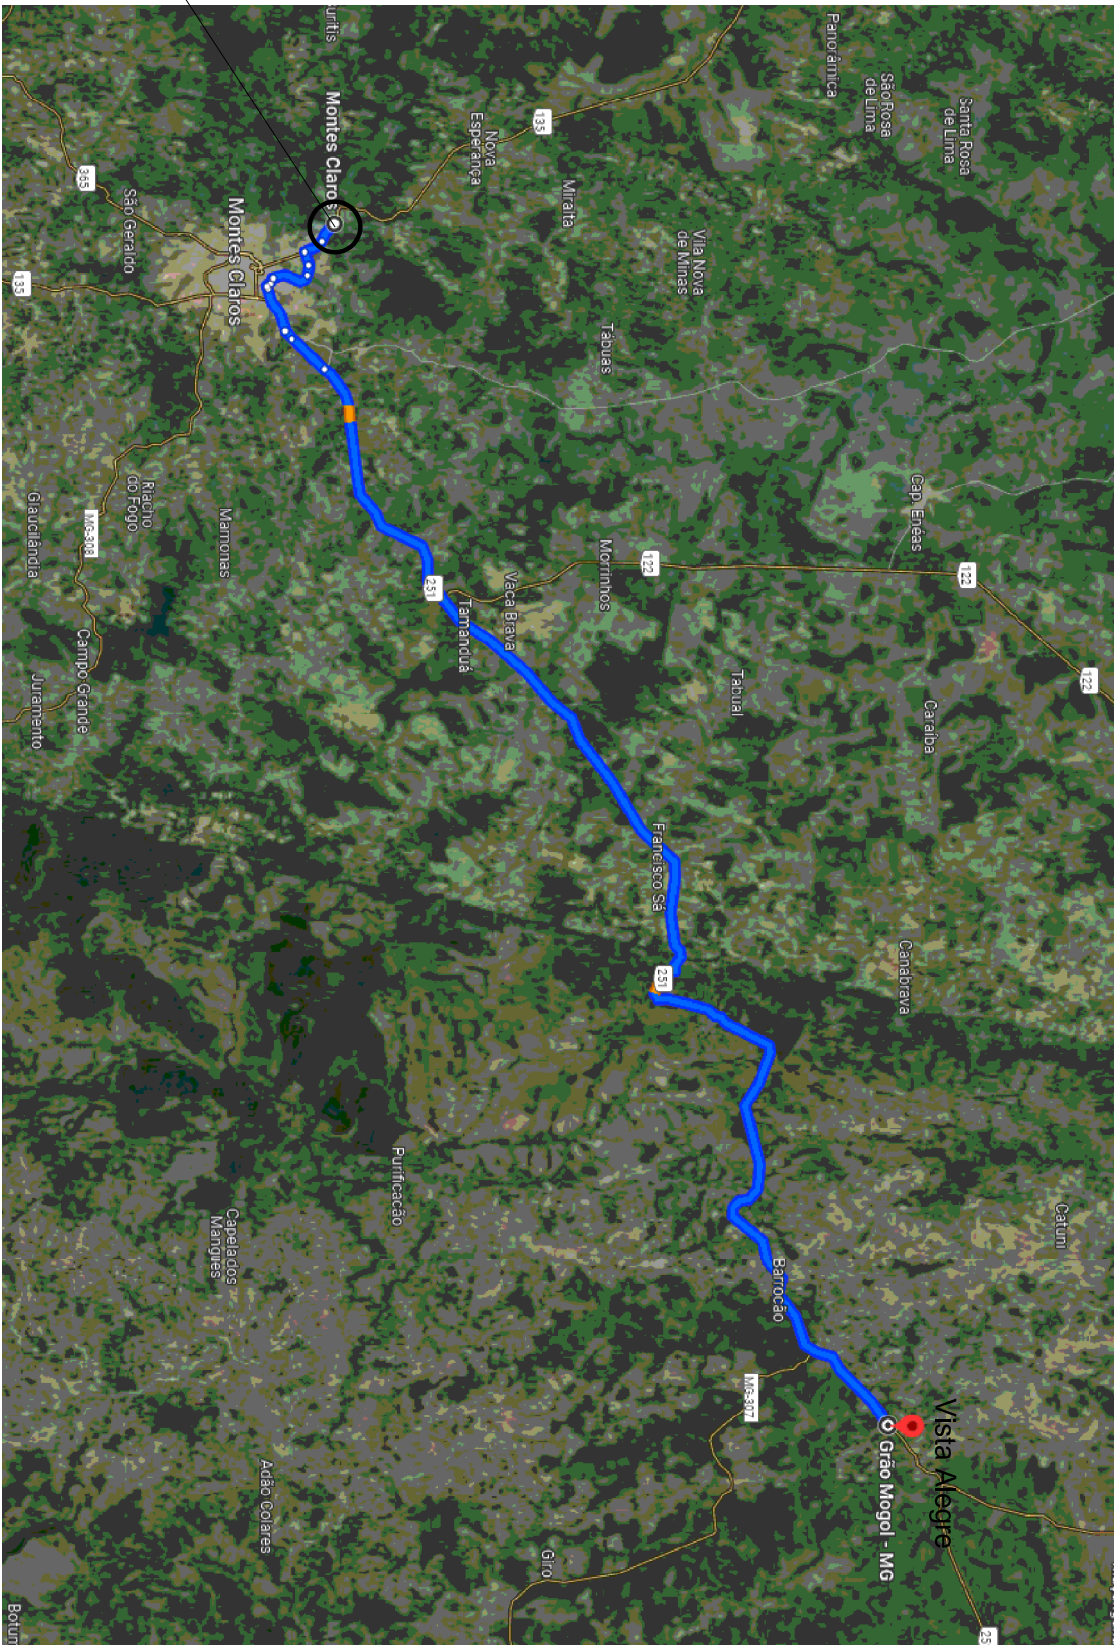 Panorâmica
São Rosa
de Lima
Santa Rosa
de Lima
Montes Claros
135
Nova
Esperança
Miralta
Vila Nova
de Minas
365
São Geraldo
Montes Claros
135
Tábuas
Cap. Enéas
Riacho
do Fogo
Glaucilândia
MG-308
Mamonas
122
122
122
Morrinhos
Vaca Brava
251
Tamanduá
Campo Grande
Juramento
Tabual
Caraíba
Francisco Sá
Canabrava
251
Purificação
Capela dos
Mangues
Catuni
Barrocão
MG-307
Vista Alegre
Grão Mogol - MG
Adão Colares
Giro